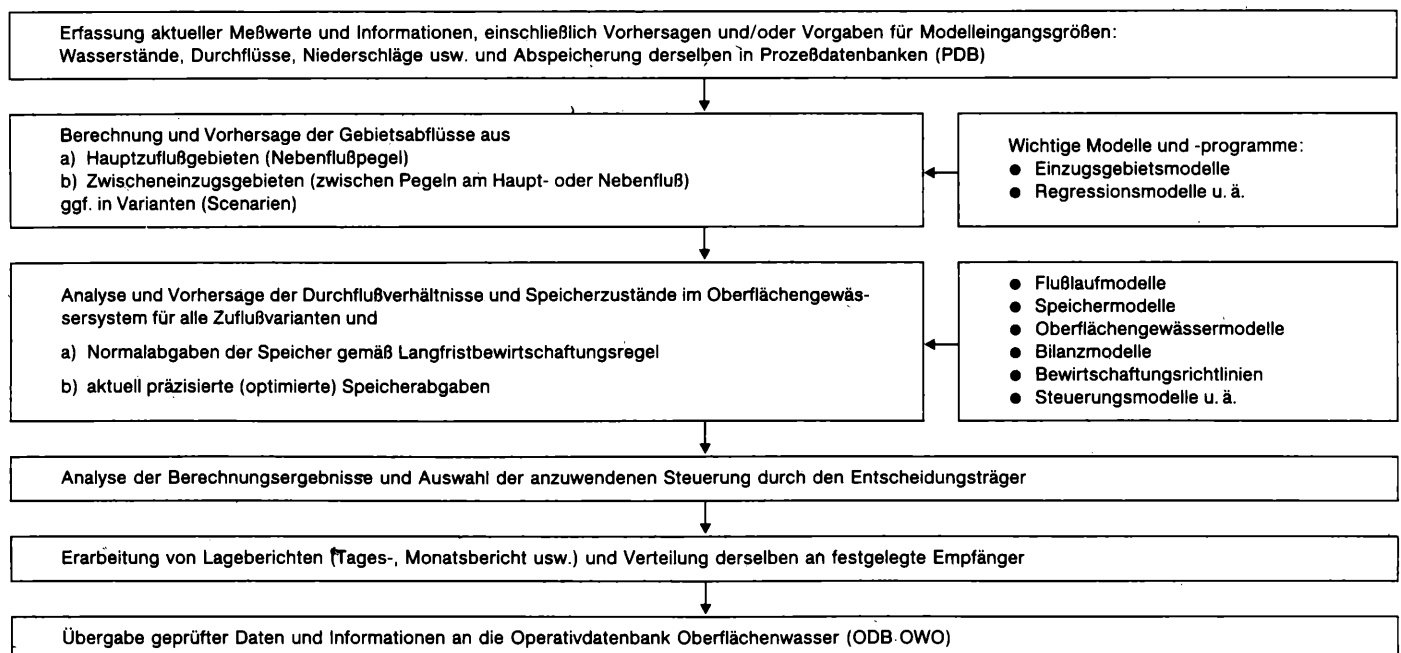 Erfassung aktueller Meßwerte und Informationen, einschließlich Vorhersagen und/oder Vorgaben für Modelleingangsgrößen:
Wasserstände, Durchflüsse, Niederschläge usw. und Abspeicherung derselben in Prozeßdatenbanken (PDB)
Berechnung und Vorhersage der Gebietsabflüsse aus
a) Hauptzuflußgebieten (Nebenflußpegel)
b) Zwischeneinzugsgebieten (zwischen Pegeln am Haupt- oder Nebenfluß)
ggf. in Varianten (Scenarien)
Wichtige Modelle und -programme:
● Einzugsgebietsmodelle
● Regressionsmodelle u. ä.
Analyse und Vorhersage der Durchflußverhältnisse und Speicherzustände im Oberflächengewäs-
sersystem für alle Zuflußvarianten und
a) Normalabgaben der Speicher gemäß Langfristbewirtschaftungsregel
b) aktuell präzisierte (optimierte) Speicherabgaben
● Flußlaufmodelle
● Speichermodelle
● Oberflächengewässermodelle
● Bilanzmodelle
● Bewirtschaftungsrichtlinien
● Steuerungsmodelle u. ä.
Analyse der Berechnungsergebnisse und Auswahl der anzuwendenen Steuerung durch den Entscheidungsträger
Erarbeitung von Lageberichten (Tages-, Monatsbericht usw.) und Verteilung derselben an festgelegte Empfänger
Übergabe geprüfter Daten und Informationen an die Operativdatenbank Oberflächenwasser (ODB OWO)